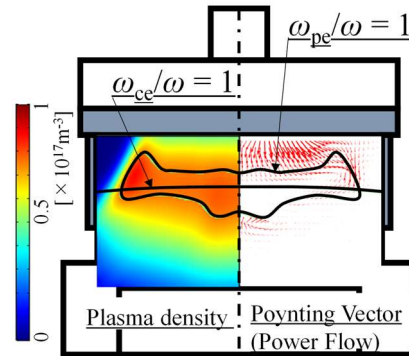 ω_pe/ω = 1
ω_ce/ω = 1
1
0.5
0
[×10^17 m^-3]
Plasma density
Poynting Vector
(Power Flow)